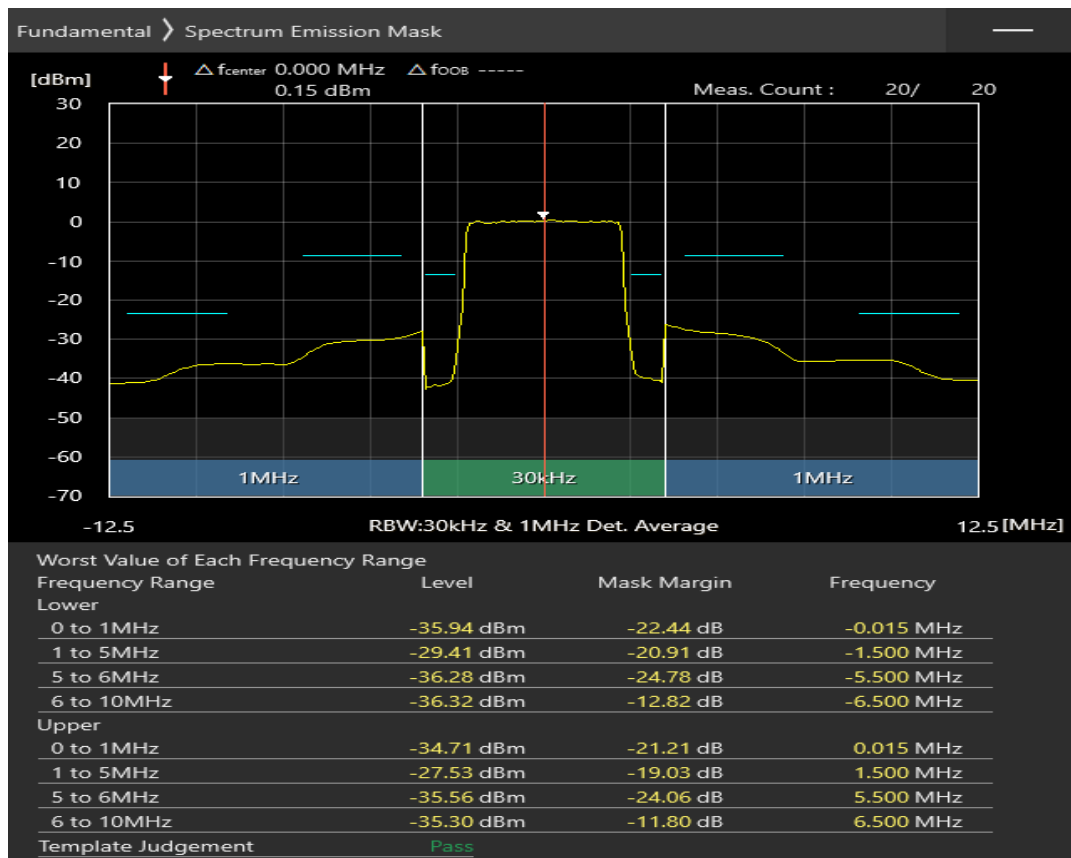 Fundamental 〉 Spectrum Emission Mask
[dBm] △ fcenter 0.000 MHz △ fOOB -----
0.15 dBm Meas. Count : 20/ 20
30
20
10
0
-10
-20
-30
-40
-50
-60
-70
1MHz 30kHz 1MHz
-12.5 RBW:30kHz & 1MHz Det. Average 12.5 [MHz]
Worst Value of Each Frequency Range
Frequency Range Level Mask Margin Frequency
Lower
0 to 1MHz -35.94 dBm -22.44 dB -0.015 MHz
1 to 5MHz -29.41 dBm -20.91 dB -1.500 MHz
5 to 6MHz -36.28 dBm -24.78 dB -5.500 MHz
6 to 10MHz -36.32 dBm -12.82 dB -6.500 MHz
Upper
0 to 1MHz -34.71 dBm -21.21 dB 0.015 MHz
1 to 5MHz -27.53 dBm -19.03 dB 1.500 MHz
5 to 6MHz -35.56 dBm -24.06 dB 5.500 MHz
6 to 10MHz -35.30 dBm -11.80 dB 6.500 MHz
Template Judgement Pass